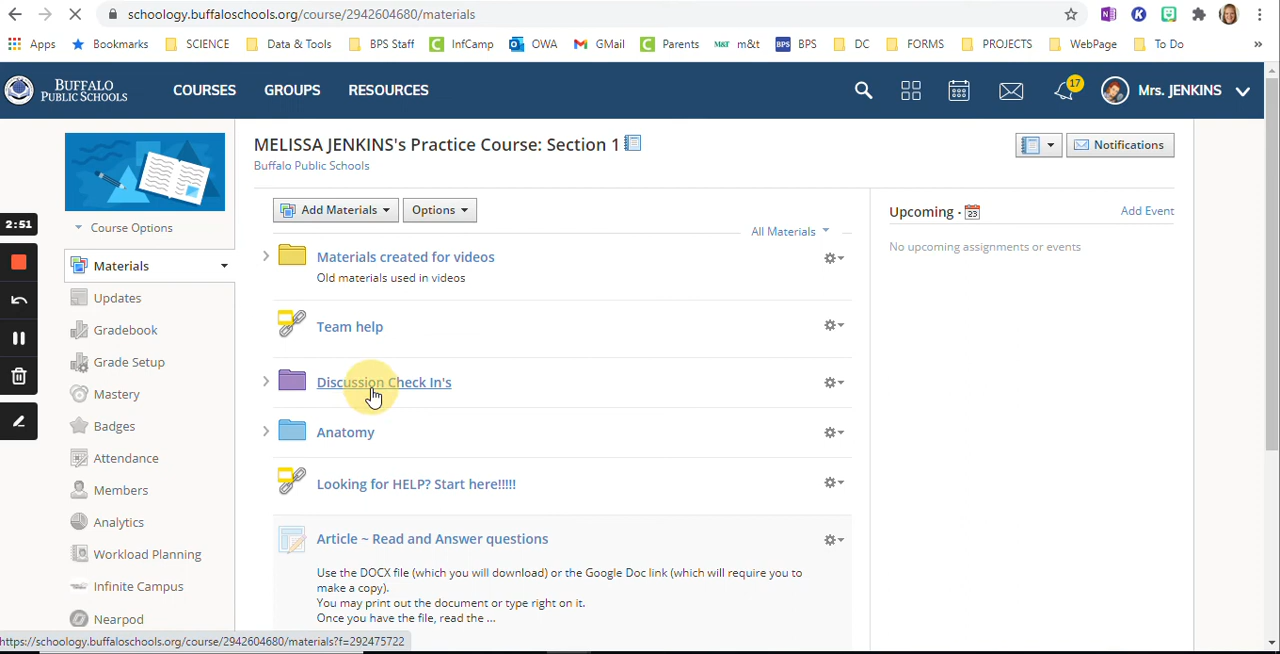 schoology.buffaloschools.org/course/2942604680/materials
Apps Bookmarks SCIENCE Data & Tools BPS Staff InfCamp OWA GMail Parents M&T m&t BPS BPS DC FORMS PROJECTS WebPage To Do »
BUFFALO
PUBLIC SCHOOLS
COURSES GROUPS RESOURCES
17
Mrs. JENKINS
MELISSA JENKINS's Practice Course: Section 1
Buffalo Public Schools
Notifications
Add Materials
Options
Upcoming · 23
Add Event
No upcoming assignments or events
All Materials
2:51
Course Options
Materials
Updates
Gradebook
Grade Setup
Mastery
Badges
Attendance
Members
Analytics
Workload Planning
Infinite Campus
Nearpod
Materials created for videos
Old materials used in videos
Team help
Discussion Check In's
Anatomy
Looking for HELP? Start here!!!!!
Article ~ Read and Answer questions
Use the DOCX file (which you will download) or the Google Doc link (which will require you to
make a copy).
You may print out the document or type right on it.
Once you have the file, read the ...
https://schoology.buffaloschools.org/course/2942604680/materials?f=292475722